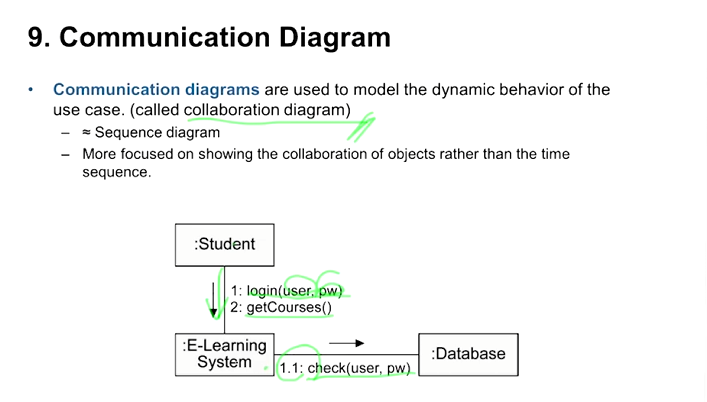 9. Communication Diagram
• Communication diagrams are used to model the dynamic behavior of the
use case. (called collaboration diagram)
– ≈ Sequence diagram
– More focused on showing the collaboration of objects rather than the time
sequence.
:Student
1: login(user, pw)
2: getCourses()
:E-Learning
System
1.1: check(user, pw)
:Database